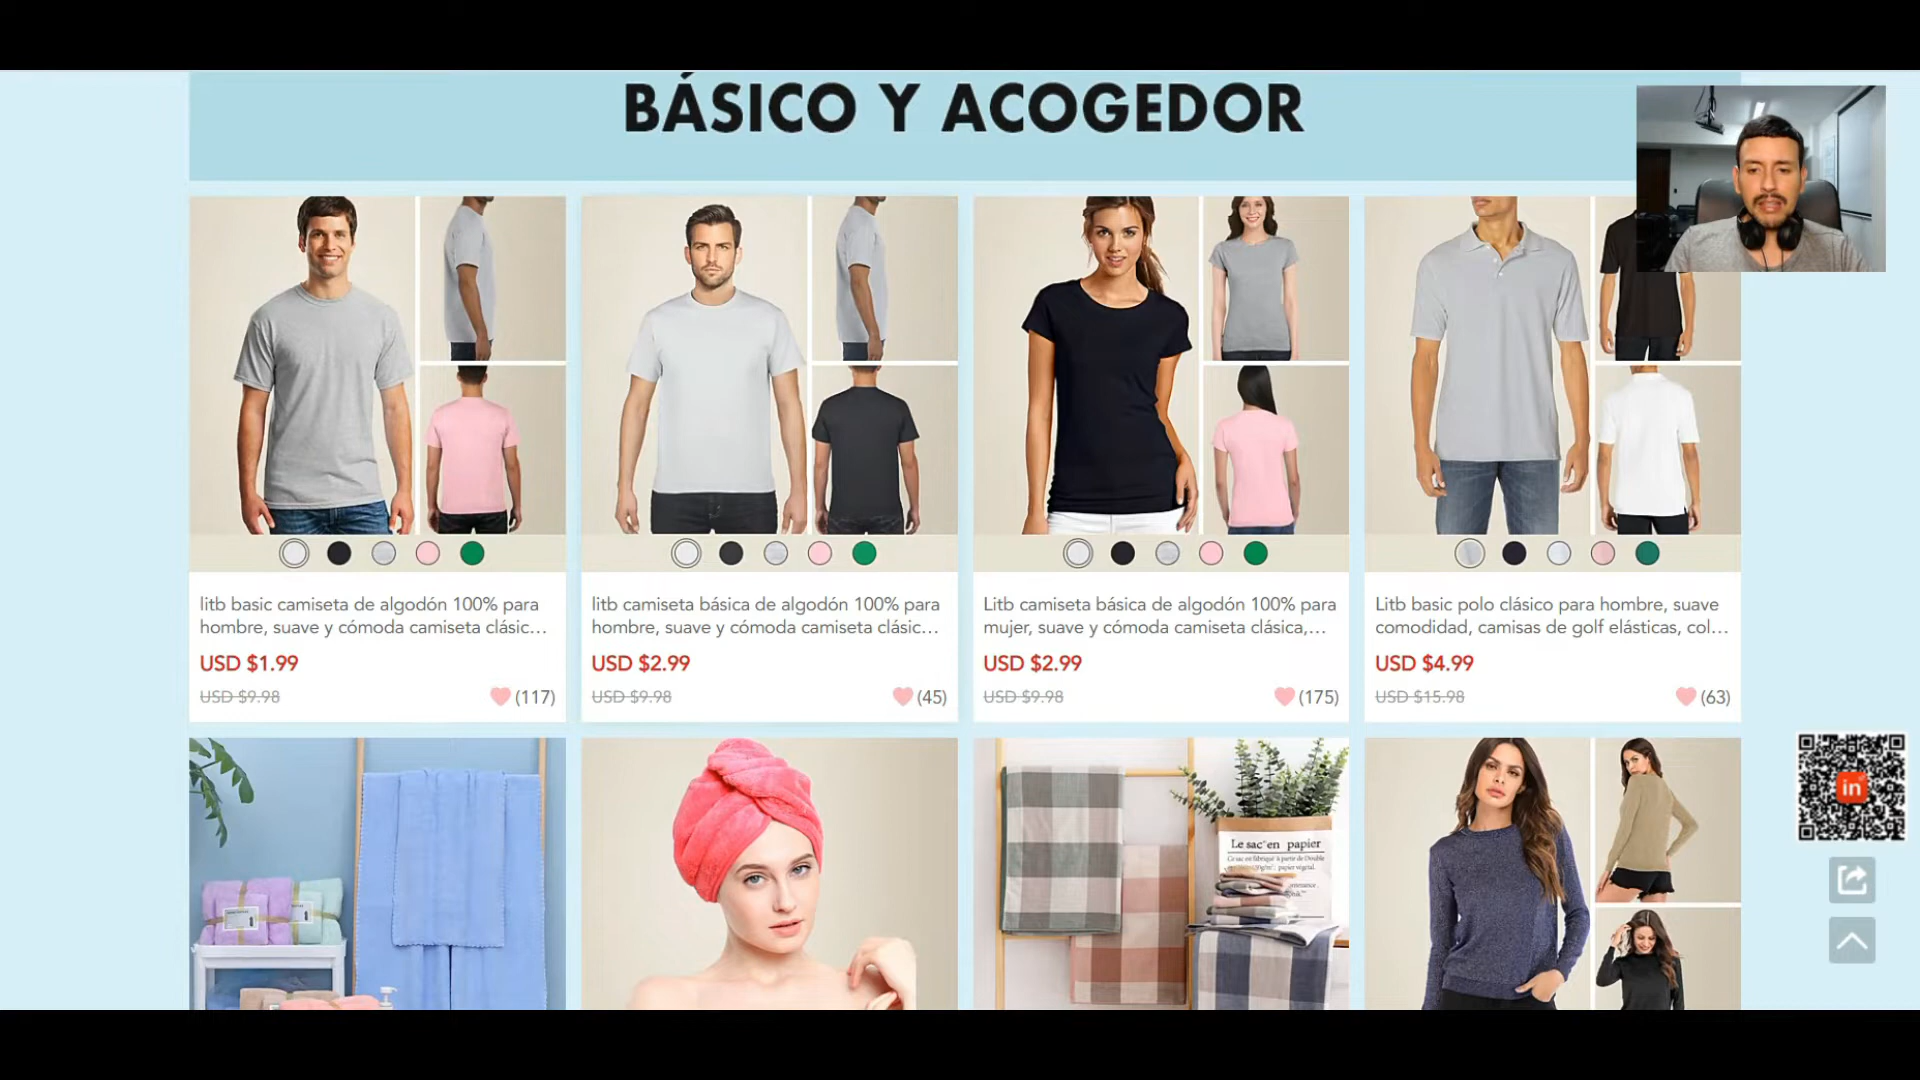 BÁSICO Y ACOGEDOR
litb basic camiseta de algodón 100% para
hombre, suave y cómoda camiseta clásic...
USD $1.99
USD $9.98
(117)
litb camiseta básica de algodón 100% para
hombre, suave y cómoda camiseta clásic...
USD $2.99
USD $9.98
(45)
Litb camiseta básica de algodón 100% para
mujer, suave y cómoda camiseta clásica,...
USD $2.99
USD $9.98
(175)
Litb basic polo clásico para hombre, suave
comodidad, camisas de golf elásticas, col...
USD $4.99
USD $15.98
(63)
Le sac en papier
in